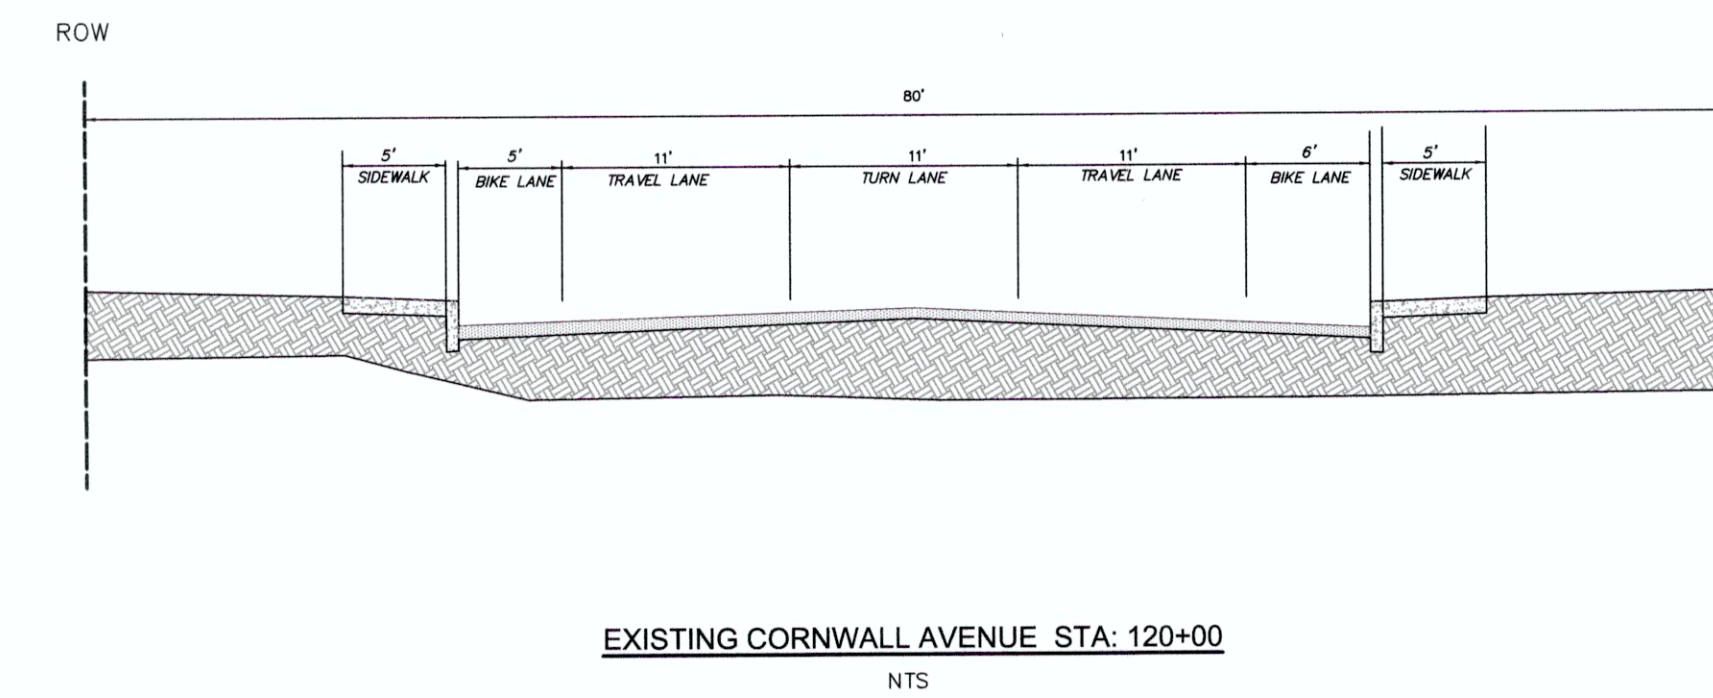 ROW
80'
5' 5' 11' 11' 11' 6' 5'
SIDEWALK BIKE LANE TRAVEL LANE TURN LANE TRAVEL LANE BIKE LANE SIDEWALK
EXISTING CORNWALL AVENUE STA: 120+00
NTS